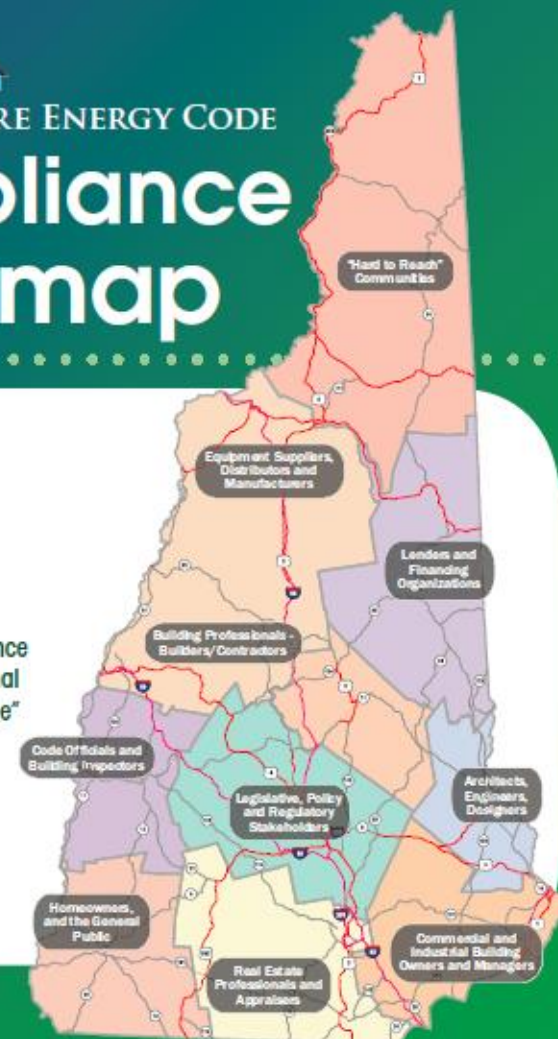 RE ENERGY CODE
pliance
map
"Hard to Reach"
Communities
Equipment Suppliers,
Distributors and
Manufacturers
Lenders and
Financing
Organizations
Building Professionals -
Builders/Contractors
nce
al
e"
Code Officials and
Building Inspectors
Legislative, Policy
and Regulatory
Stakeholders
Architects,
Engineers,
Designers
Homeowners,
and the General
Public
Commercial and
Industrial Building
Owners and Managers
Real Estate
Professionals and
Appraisers